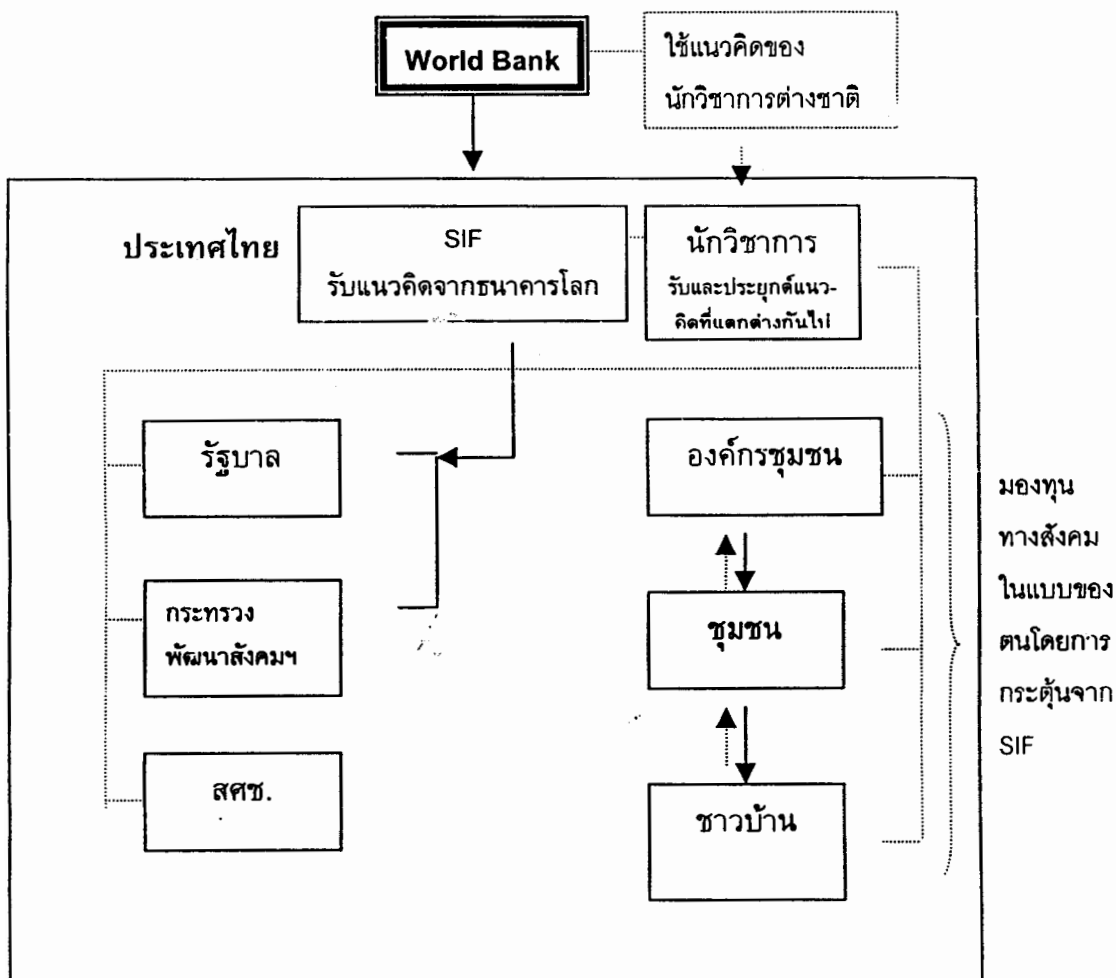 World Bank
ใช้แนวคิดของ
นักวิชาการต่างชาติ
ประเทศไทย
SIF
รับแนวคิดจากธนาคารโลก
นักวิชาการ
รับและประยุกต์แนว-
คิดที่แตกต่างกันไป
รัฐบาล
กระทรวง
พัฒนาสังคมฯ
สศช.
องค์กรชุมชน
ชุมชน
ชาวบ้าน
มองทุน
ทางสังคม
ในแบบของ
ตนโดยการ
กระตุ้นจาก
SIF